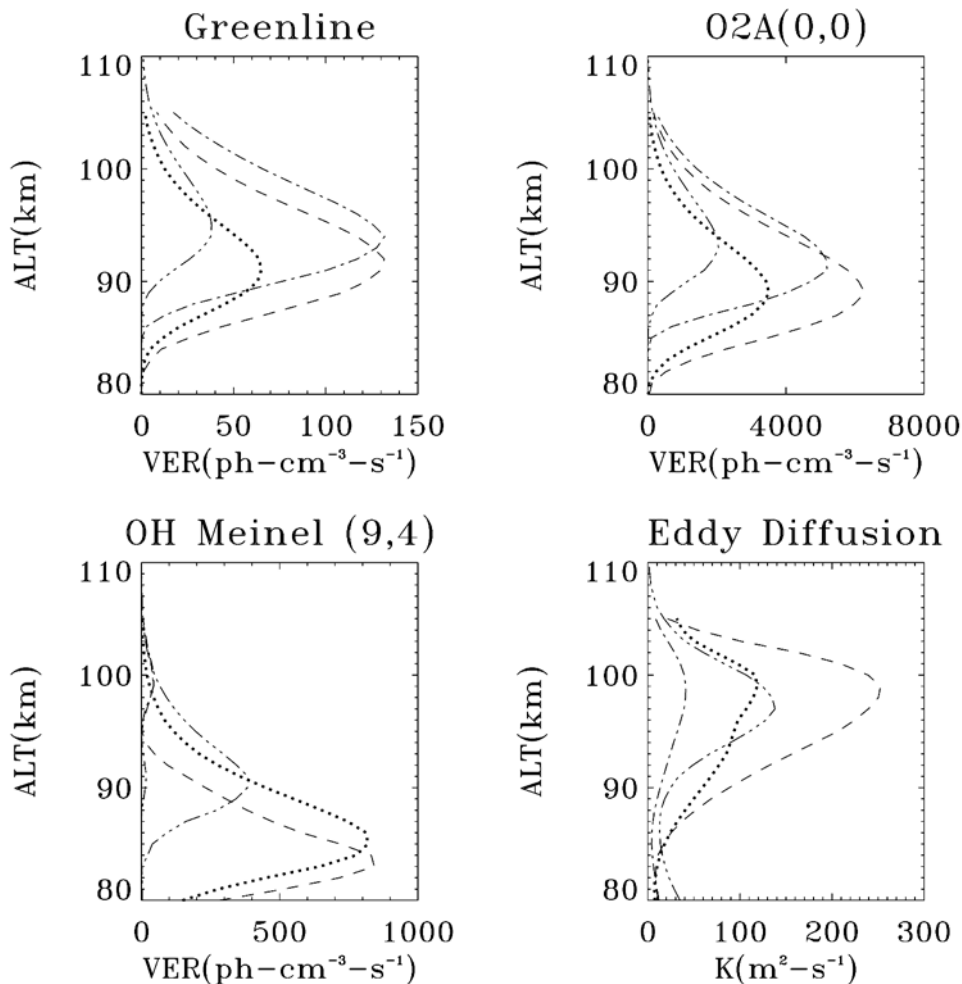 Greenline
ALT(km)
110
100
90
80
0 50 100 150
VER(ph−cm⁻³−s⁻¹)
O2A(0,0)
ALT(km)
110
100
90
80
0 4000 8000
VER(ph−cm⁻³−s⁻¹)
OH Meinel (9,4)
ALT(km)
110
100
90
80
0 500 1000
VER(ph−cm⁻³−s⁻¹)
Eddy Diffusion
ALT(km)
110
100
90
80
0 100 200 300
K(m²−s⁻¹)